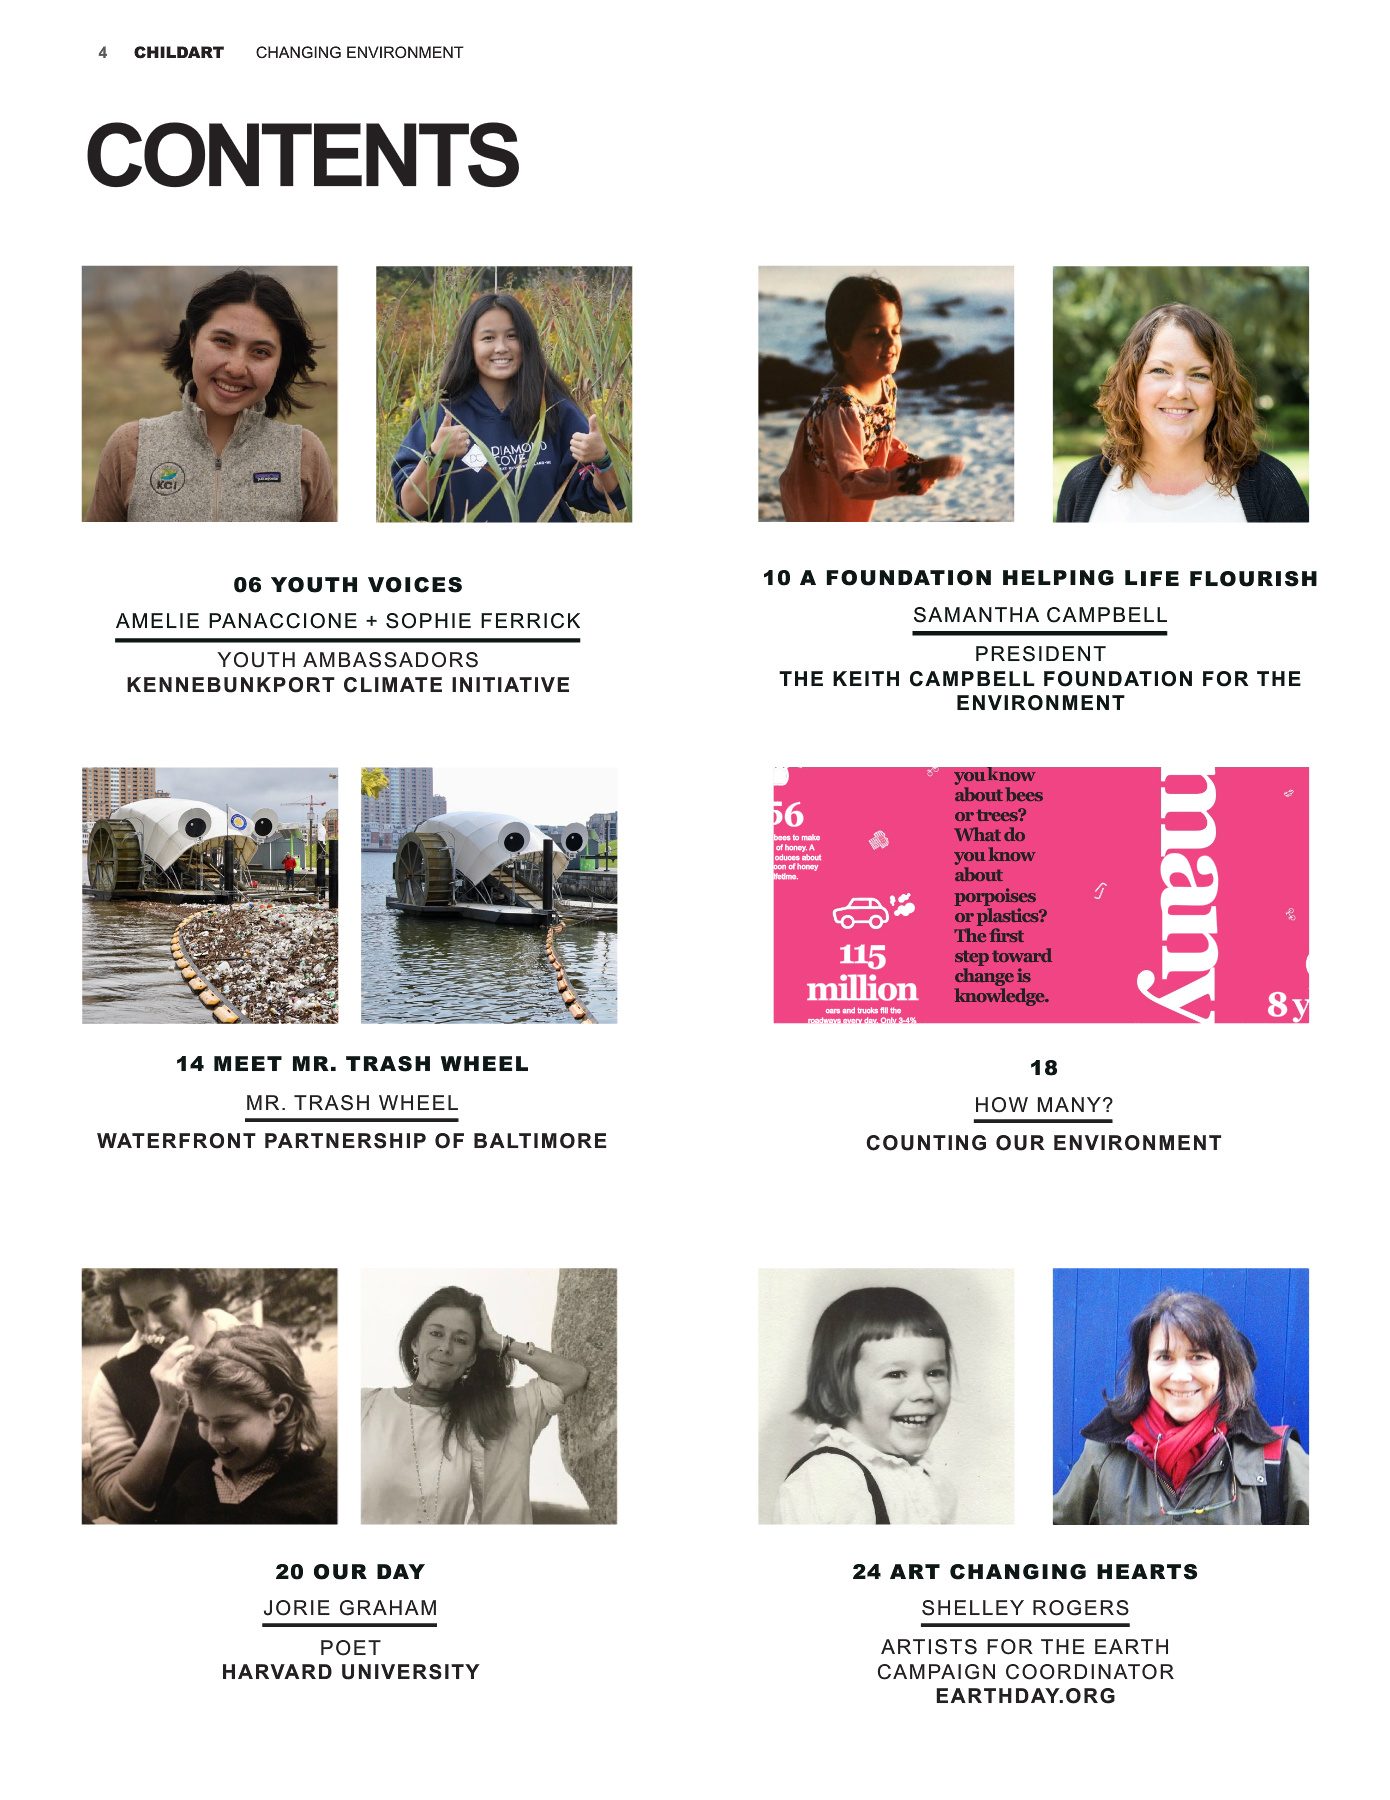 4 CHILDART CHANGING ENVIRONMENT
CONTENTS
KCI
DIAMOND
COVE
06 YOUTH VOICES
AMELIE PANACCIONE + SOPHIE FERRICK
YOUTH AMBASSADORS
KENNEBUNKPORT CLIMATE INITIATIVE
10 A FOUNDATION HELPING LIFE FLOURISH
SAMANTHA CAMPBELL
PRESIDENT
THE KEITH CAMPBELL FOUNDATION FOR THE
ENVIRONMENT
14 MEET MR. TRASH WHEEL
MR. TRASH WHEEL
WATERFRONT PARTNERSHIP OF BALTIMORE
56
bees to make
of honey. A
oduces about
oon of honey
lifetime.
115
million
cars and trucks fill the
roadways every day. Only 3-4%
you know
about bees
or trees?
What do
you know
about
porpoises
or plastics?
The first
step toward
change is
knowledge.
many
8 y
18
HOW MANY?
COUNTING OUR ENVIRONMENT
20 OUR DAY
JORIE GRAHAM
POET
HARVARD UNIVERSITY
24 ART CHANGING HEARTS
SHELLEY ROGERS
ARTISTS FOR THE EARTH
CAMPAIGN COORDINATOR
EARTHDAY.ORG